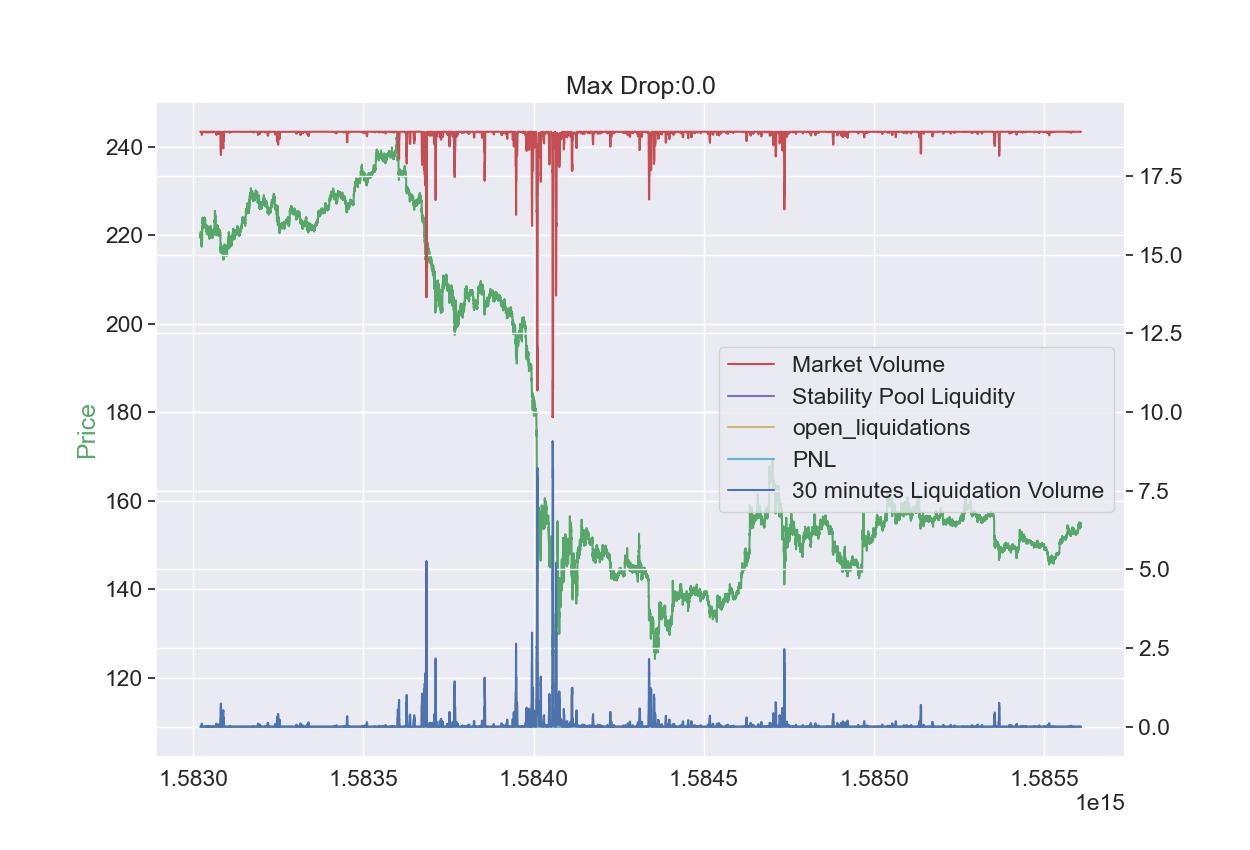 Max Drop:0.0
240
220
200
180
160
140
120
Price
17.5
15.0
12.5
10.0
7.5
5.0
2.5
0.0
Market Volume
Stability Pool Liquidity
open_liquidations
PNL
30 minutes Liquidation Volume
1.5830 1.5835 1.5840 1.5845 1.5850 1.5855
1e15